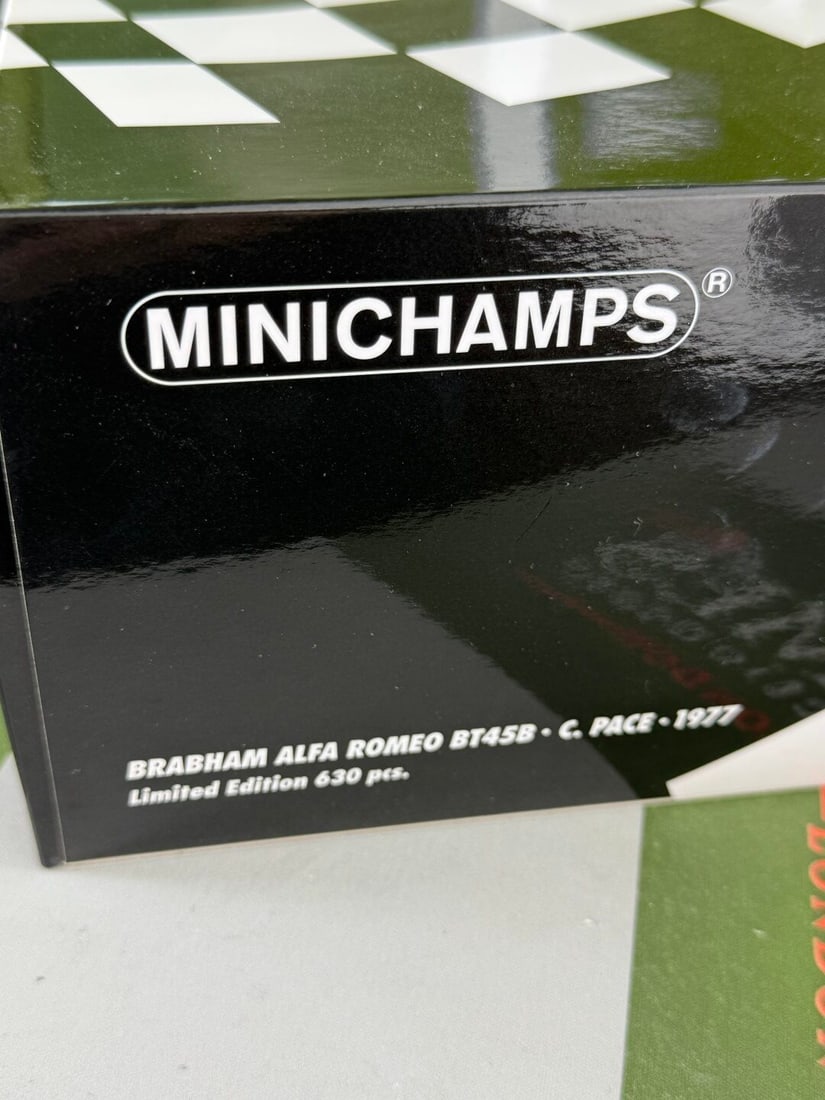 MINICHAMPS®
BRABHAM ALFA ROMEO BT45B • C. PACE • 1977
Limited Edition 630 pcs.